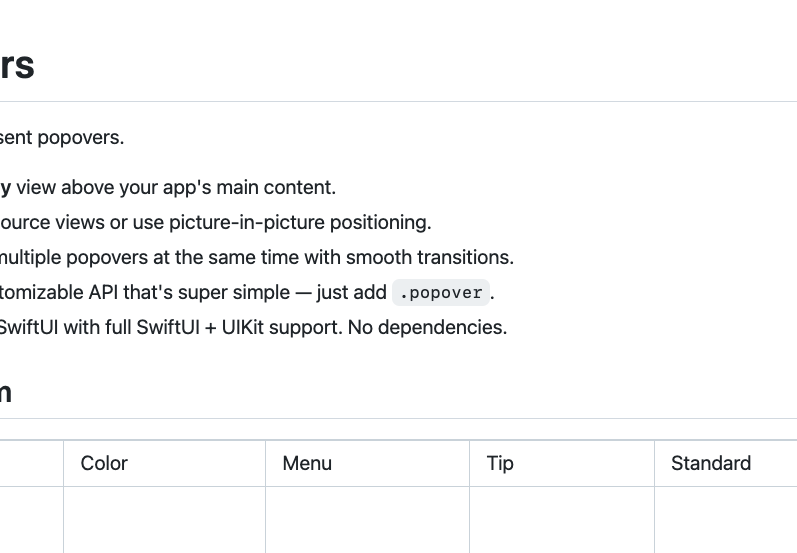 rs
sent popovers.
y view above your app's main content.
ource views or use picture-in-picture positioning.
multiple popovers at the same time with smooth transitions.
tomizable API that's super simple — just add .popover.
SwiftUI with full SwiftUI + UIKit support. No dependencies.
m
Color Menu Tip Standard